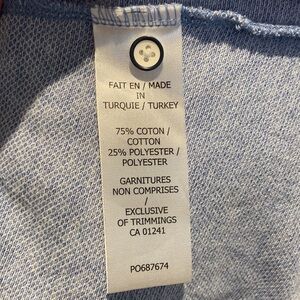 FAIT EN / MADE
IN
TURQUIE / TURKEY
75% COTON /
COTTON
25% POLYESTER /
POLYESTER
GARNITURES
NON COMPRISES
/
EXCLUSIVE
OF TRIMMINGS
CA 01241
PO687674